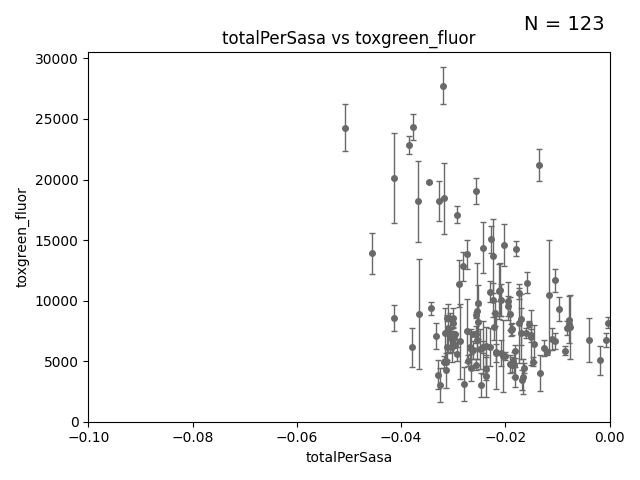 N = 123
totalPerSasa vs toxgreen_fluor
30000
25000
20000
15000
10000
5000
0
toxgreen_fluor
−0.10 −0.08 −0.06 −0.04 −0.02 0.00
totalPerSasa